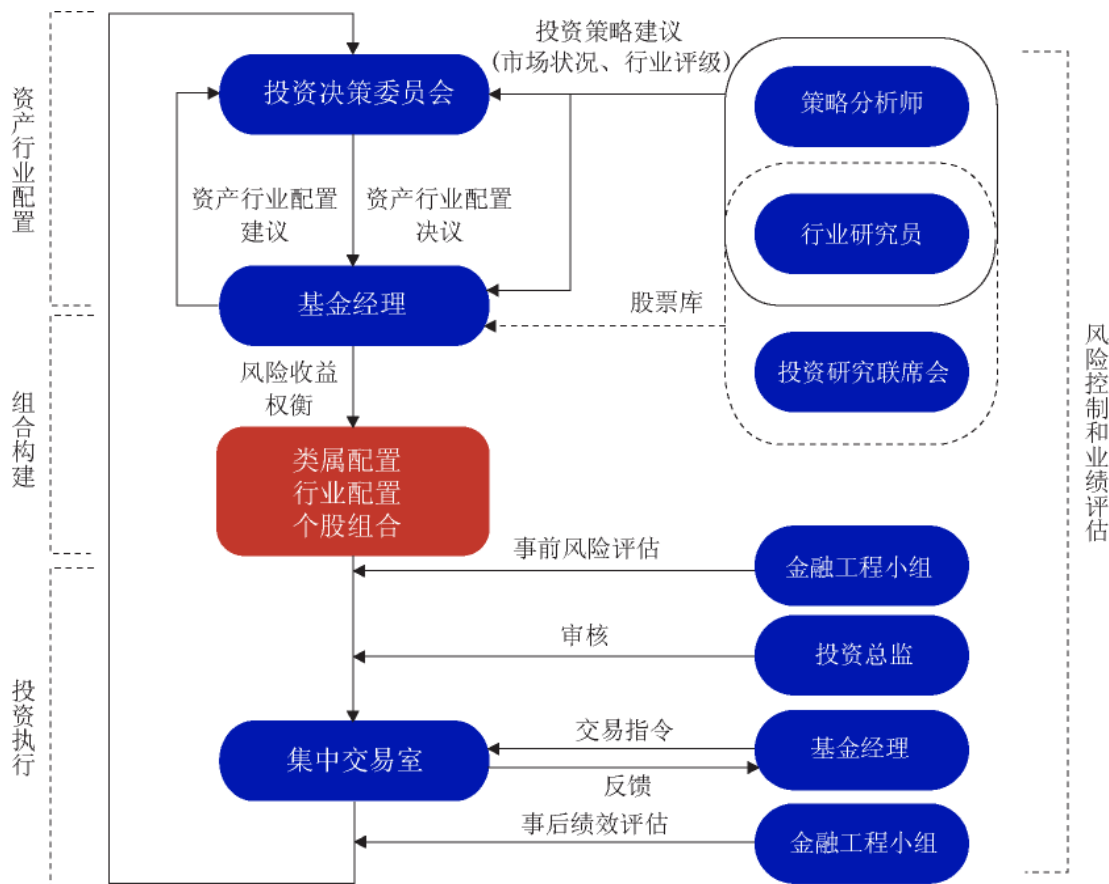 投资策略建议
(市场状况、行业评级)
投资决策委员会
策略分析师
资产行业配置
资产行业配置
建议
资产行业配置
决议
行业研究员
基金经理
股票库
投资研究联席会
风险收益
权衡
组合构建
类属配置
行业配置
个股组合
风险控制和业绩评估
事前风险评估
金融工程小组
审核
投资总监
投资执行
集中交易室
交易指令
反馈
基金经理
事后绩效评估
金融工程小组